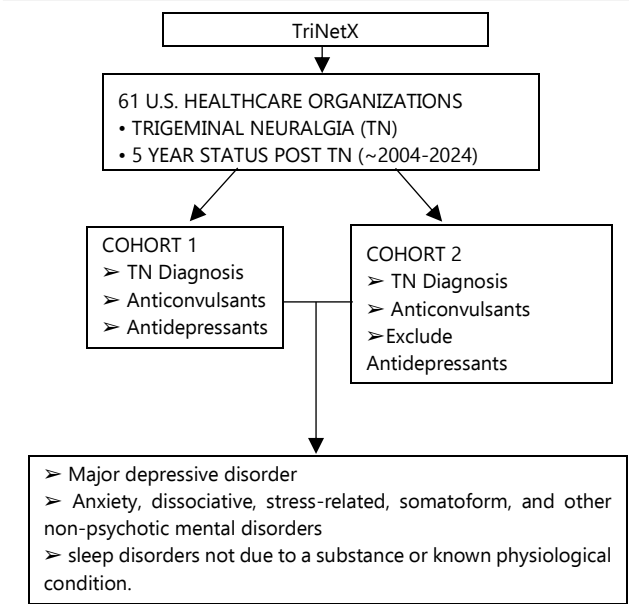 TriNetX
61 U.S. HEALTHCARE ORGANIZATIONS
• TRIGEMINAL NEURALGIA (TN)
• 5 YEAR STATUS POST TN (~2004-2024)
COHORT 1
➢ TN Diagnosis
➢ Anticonvulsants
➢ Antidepressants
COHORT 2
➢ TN Diagnosis
➢ Anticonvulsants
➢Exclude
Antidepressants
➢ Major depressive disorder
➢ Anxiety, dissociative, stress-related, somatoform, and other
non-psychotic mental disorders
➢ sleep disorders not due to a substance or known physiological
condition.